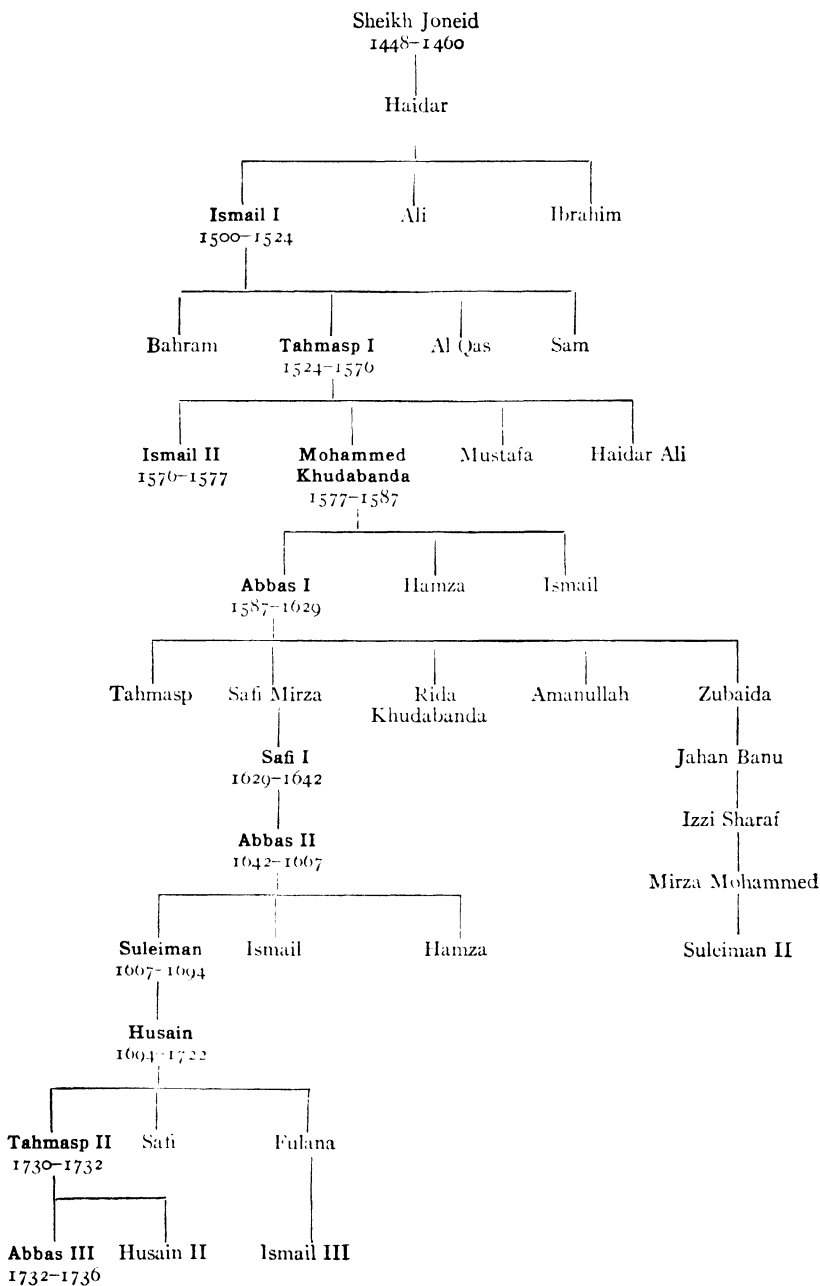 Sheikh Joneid
1448–1460
Haidar
Ismail I
1500–1524
Ali
Ibrahim
Bahram
Tahmasp I
1524–1576
Al Qas
Sam
Ismail II
1576–1577
Mohammed
Khudabanda
1577–1587
Mustafa
Haidar Ali
Abbas I
1587–1629
Hamza
Ismail
Tahmasp
Safi Mirza
Rida
Khudabanda
Amanullah
Zubaida
Safi I
1629–1642
Jahan Banu
Abbas II
1642–1667
Izzi Sharaf
Mirza Mohammed
Suleiman
1667–1694
Ismail
Hamza
Suleiman II
Husain
1694–1722
Tahmasp II
1730–1732
Safi
Fulana
Abbas III
1732–1736
Husain II
Ismail III